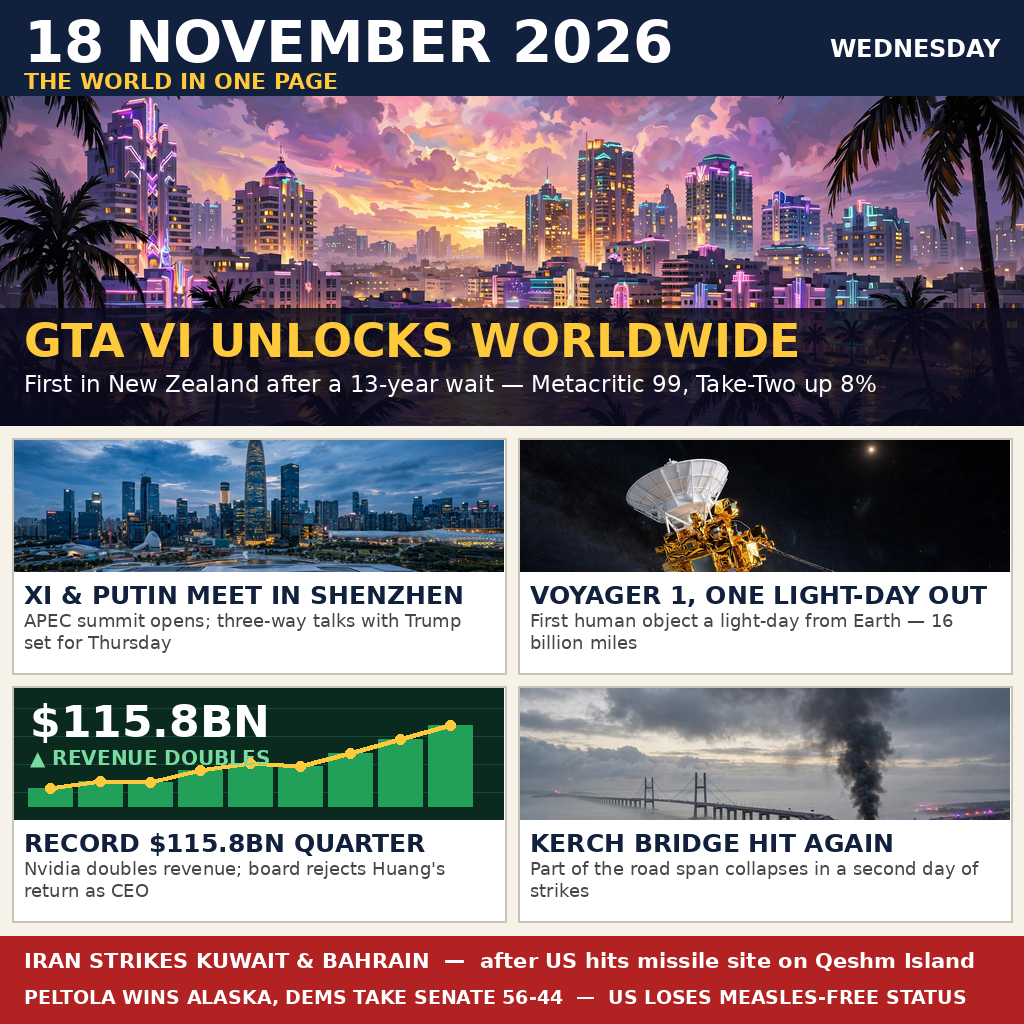 18 NOVEMBER 2026
WEDNESDAY
THE WORLD IN ONE PAGE
GTA VI UNLOCKS WORLDWIDE
First in New Zealand after a 13-year wait — Metacritic 99, Take-Two up 8%
XI & PUTIN MEET IN SHENZHEN
APEC summit opens; three-way talks with Trump
set for Thursday
VOYAGER 1, ONE LIGHT-DAY OUT
First human object a light-day from Earth — 16
billion miles
$115.8BN
▲ REVENUE DOUBLES
RECORD $115.8BN QUARTER
Nvidia doubles revenue; board rejects Huang's
return as CEO
KERCH BRIDGE HIT AGAIN
Part of the road span collapses in a second day of
strikes
IRAN STRIKES KUWAIT & BAHRAIN — after US hits missile site on Qeshm Island
PELTOLA WINS ALASKA, DEMS TAKE SENATE 56-44 — US LOSES MEASLES-FREE STATUS